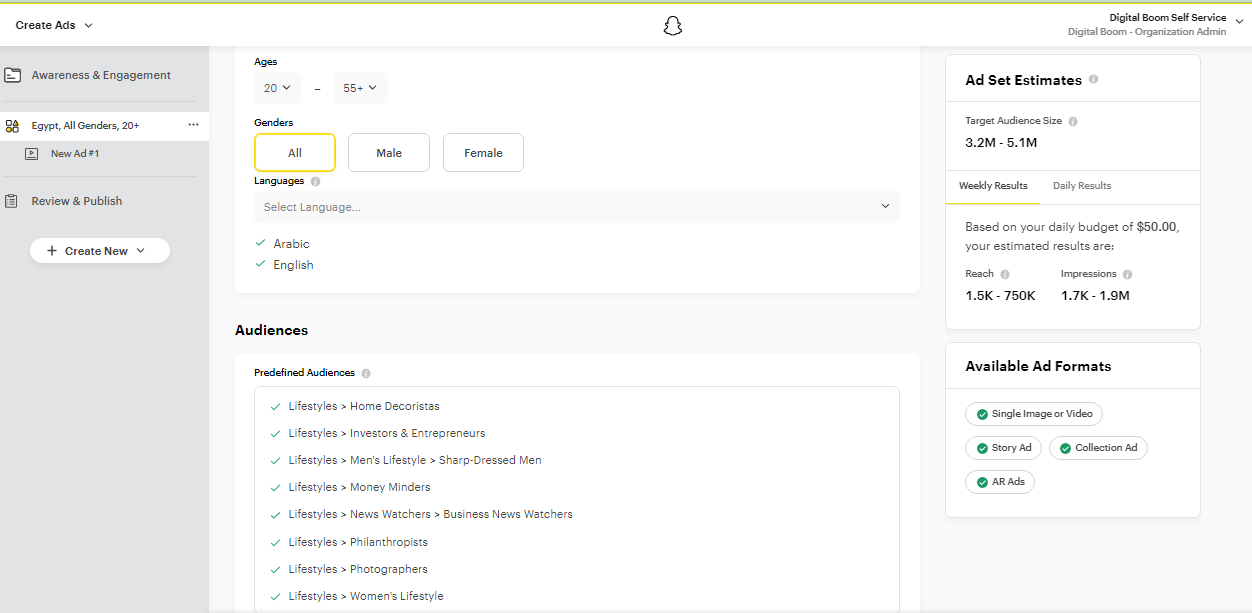 Create Ads
Digital Boom Self Service
Digital Boom - Organization Admin
Awareness & Engagement
Egypt, All Genders, 20+
New Ad #1
Review & Publish
+ Create New
Ages
20 – 55+
Genders
All Male Female
Languages
Select Language...
Arabic
English
Audiences
Predefined Audiences
Lifestyles > Home Decoristas
Lifestyles > Investors & Entrepreneurs
Lifestyles > Men's Lifestyle > Sharp-Dressed Men
Lifestyles > Money Minders
Lifestyles > News Watchers > Business News Watchers
Lifestyles > Philanthropists
Lifestyles > Photographers
Lifestyles > Women's Lifestyle
Ad Set Estimates
Target Audience Size
3.2M - 5.1M
Weekly Results Daily Results
Based on your daily budget of $50.00,
your estimated results are:
Reach Impressions
1.5K - 750K 1.7K - 1.9M
Available Ad Formats
Single Image or Video
Story Ad Collection Ad
AR Ads